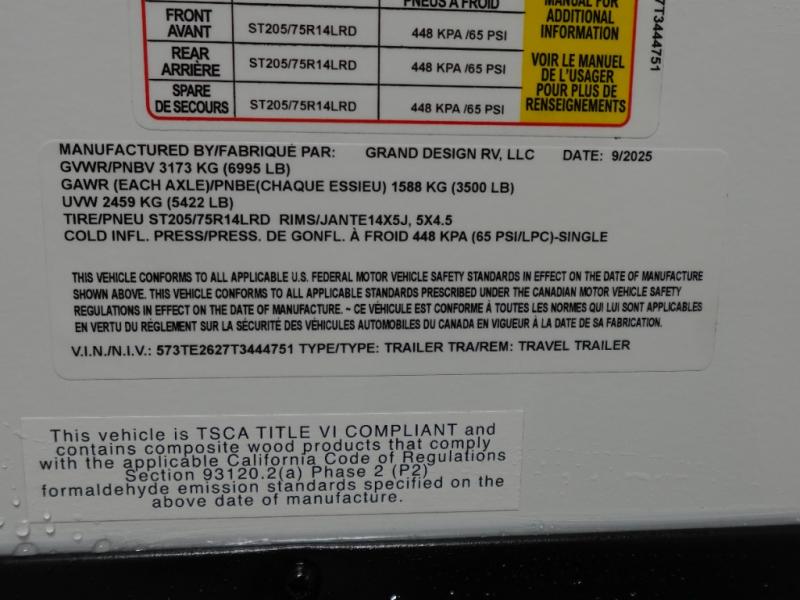 PNEUS À FROID
MANUAL FOR
ADDITIONAL
INFORMATION
FRONT
AVANT
ST205/75R14LRD
448 KPA /65 PSI
REAR
ARRIÈRE
ST205/75R14LRD
448 KPA /65 PSI
VOIR LE MANUEL
DE L'USAGER
POUR PLUS DE
RENSEIGNEMENTS
SPARE
DE SECOURS
ST205/75R14LRD
448 KPA /65 PSI
7T3444751
MANUFACTURED BY/FABRIQUÉ PAR: GRAND DESIGN RV, LLC DATE: 9/2025
GVWR/PNBV 3173 KG (6995 LB)
GAWR (EACH AXLE)/PNBE(CHAQUE ESSIEU) 1588 KG (3500 LB)
UVW 2459 KG (5422 LB)
TIRE/PNEU ST205/75R14LRD RIMS/JANTE14X5J, 5X4.5
COLD INFL. PRESS/PRESS. DE GONFL. À FROID 448 KPA (65 PSI/LPC)-SINGLE
THIS VEHICLE CONFORMS TO ALL APPLICABLE U.S. FEDERAL MOTOR VEHICLE SAFETY STANDARDS IN EFFECT ON THE DATE OF MANUFACTURE
SHOWN ABOVE. THIS VEHICLE CONFORMS TO ALL APPLICABLE STANDARDS PRESCRIBED UNDER THE CANADIAN MOTOR VEHICLE SAFETY
REGULATIONS IN EFFECT ON THE DATE OF MANUFACTURE. ~ CE VÉHICULE EST CONFORME À TOUTES LES NORMES QUI LUI SONT APPLICABLES
EN VERTU DU RÈGLEMENT SUR LA SÉCURITÉ DES VÉHICULES AUTOMOBILES DU CANADA EN VIGUEUR À LA DATE DE SA FABRICATION.
V.I.N./N.I.V.: 573TE2627T3444751 TYPE/TYPE: TRAILER TRA/REM: TRAVEL TRAILER
This vehicle is TSCA TITLE VI COMPLIANT and
contains composite wood products that comply
with the applicable California Code of Regulations
Section 93120.2(a) Phase 2 (P2)
formaldehyde emission standards specified on the
above date of manufacture.